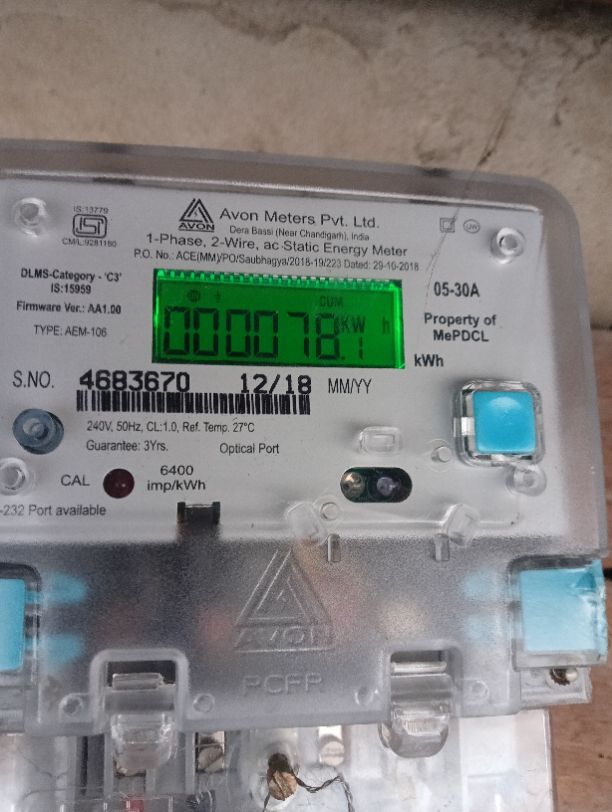 IS:13779
ISI
CM/L:9281180
AVON
Avon Meters Pvt. Ltd.
Dera Bassi (Near Chandigarh), India
1-Phase, 2-Wire, ac Static Energy Meter
P.O. No.: ACE(MM)/PO/Saubhagya/2018-19/223 Dated: 29-10-2018
DLMS-Category - 'C3'
IS:15959
Firmware Ver.: AA1.00
TYPE: AEM-106
CUM
000078.1 KW h
05-30A
Property of
MePDCL
kWh
S.NO. 4683670 12/18 MM/YY
240V, 50Hz, CL:1.0, Ref. Temp. 27°C
Guarantee: 3Yrs. Optical Port
CAL 6400
imp/kWh
-232 Port available
AVON
PCFP